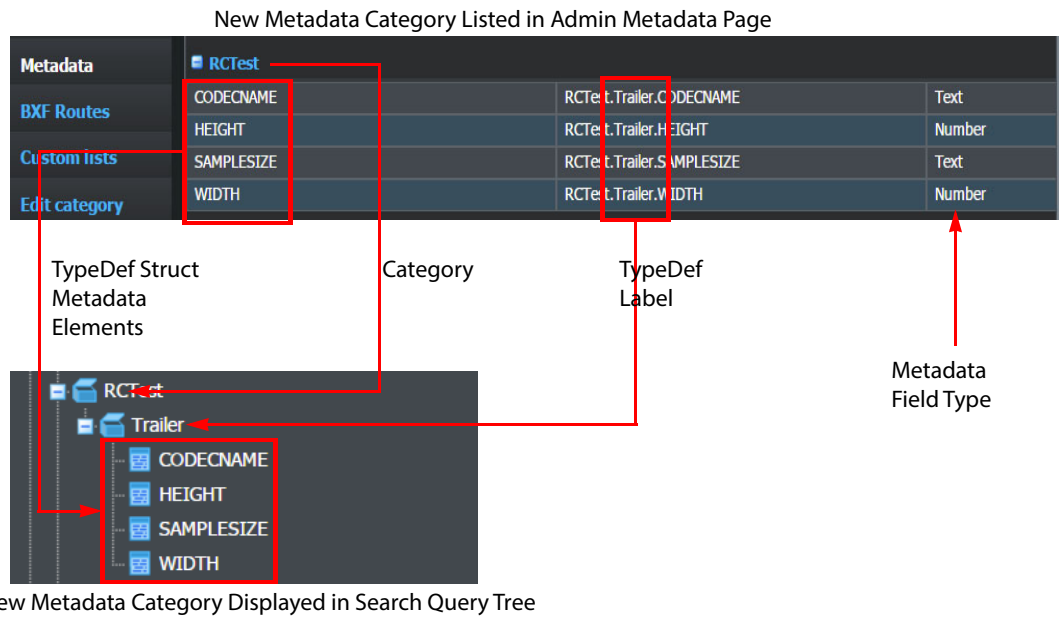 New Metadata Category Listed in Admin Metadata Page
Metadata
RCTest
BXF Routes
Custom lists
Edit category
CODECNAME RCTest.Trailer.CODECNAME Text
HEIGHT RCTest.Trailer.HEIGHT Number
SAMPLESIZE RCTest.Trailer.SAMPLESIZE Text
WIDTH RCTest.Trailer.WIDTH Number
TypeDef Struct
Metadata
Elements
Category
TypeDef
Label
Metadata
Field Type
RCTest
Trailer
CODECNAME
HEIGHT
SAMPLESIZE
WIDTH
ew Metadata Category Displayed in Search Query Tree